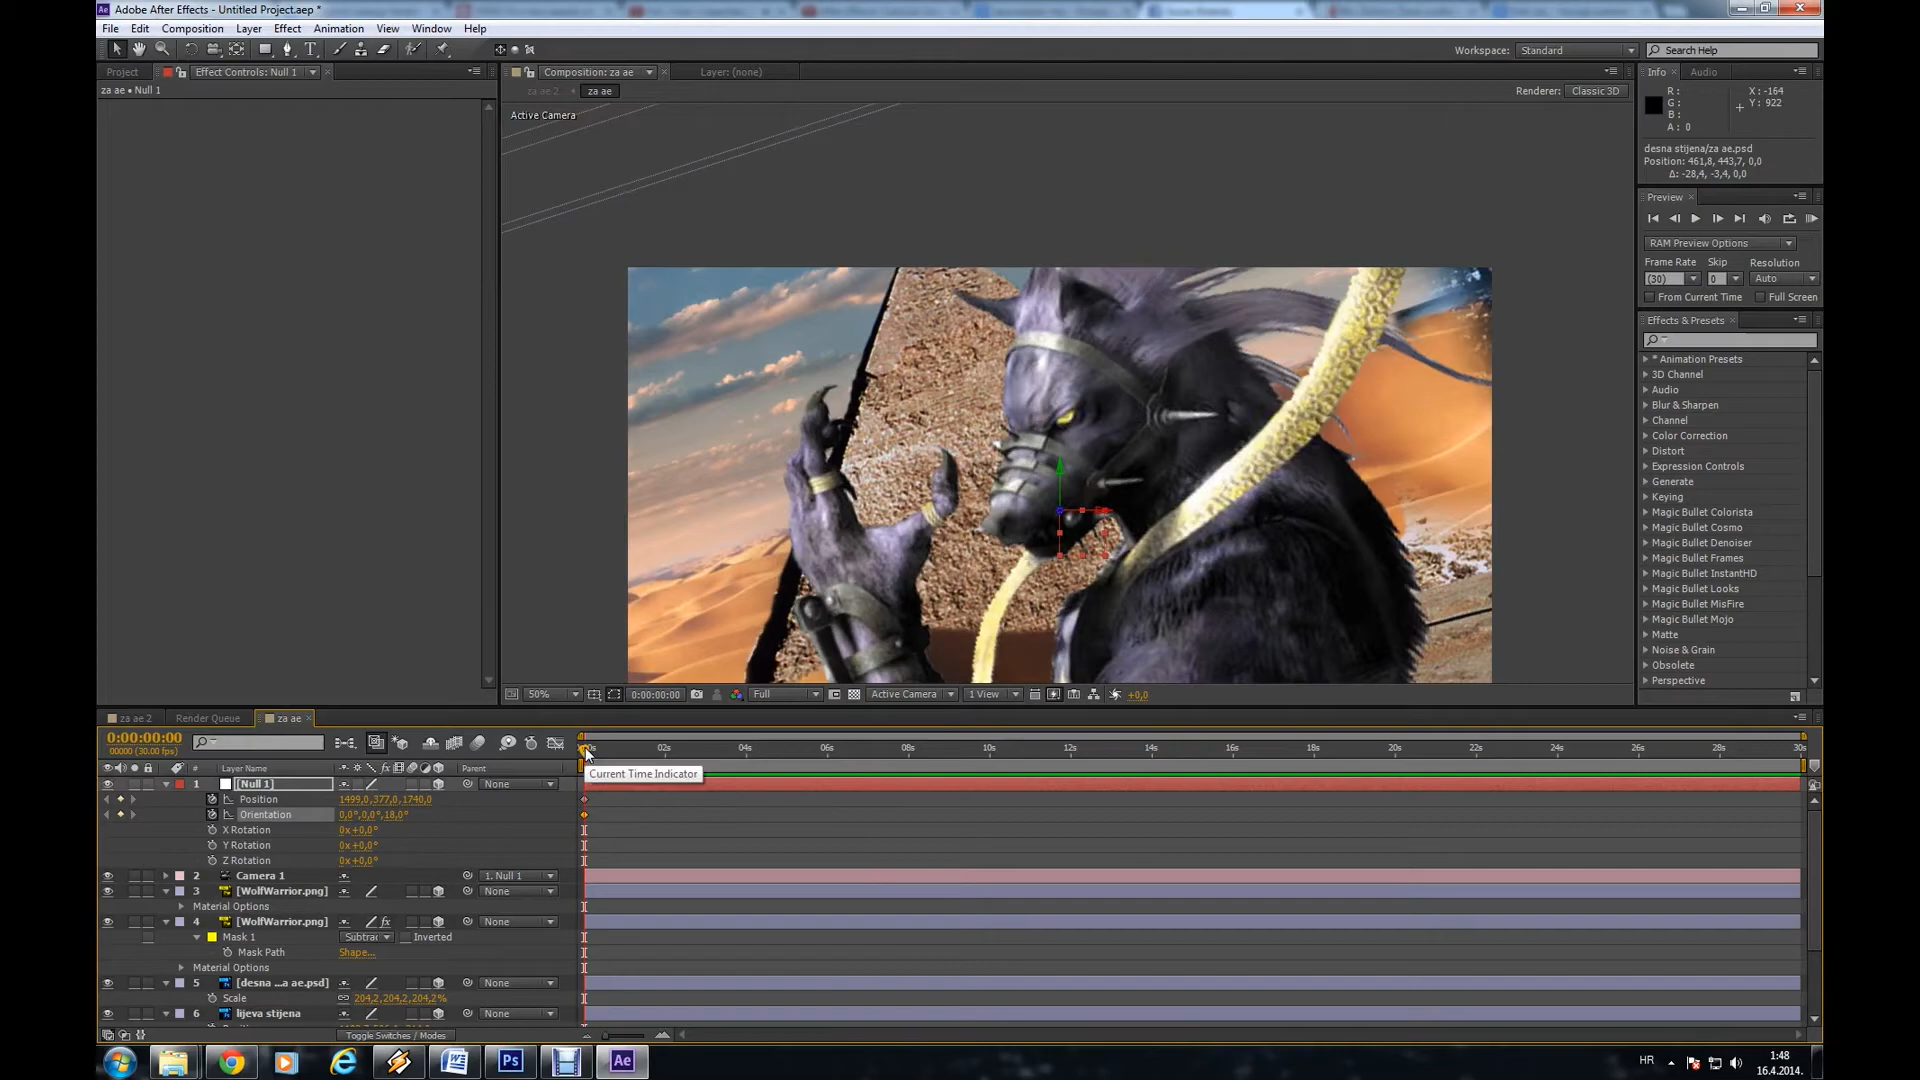 Adobe After Effects - Untitled Project.aep *
File Edit Composition Layer Effect Animation View Window Help
Workspace: Standard Search Help
Project Effect Controls: Null 1
za ae • Null 1
Composition: za ae Layer: (none)
za ae 2 za ae
Renderer: Classic 3D
Active Camera
Info Audio
R: X: -164
G: Y: 922
B:
A: 0
desna stijena/za ae.psd
Position: 461,8, 443,7, 0,0
Δ: -28,4, -3,4, 0,0
Preview
RAM Preview Options
Frame Rate Skip Resolution
(30) 0 Auto
From Current Time Full Screen
Effects & Presets
* Animation Presets
3D Channel
Audio
Blur & Sharpen
Channel
Color Correction
Distort
Expression Controls
Generate
Keying
Magic Bullet Colorista
Magic Bullet Cosmo
Magic Bullet Denoiser
Magic Bullet Frames
Magic Bullet InstantHD
Magic Bullet Looks
Magic Bullet MisFire
Magic Bullet Mojo
Matte
Noise & Grain
Obsolete
Perspective
50% 0:00:00:00 Full Active Camera 1 View +0,0
za ae 2 Render Queue za ae
0:00:00:00
00000 (30.00 fps)
02s 04s 06s 08s 10s 12s 14s 16s 18s 20s 22s 24s 26s 28s 30s
Current Time Indicator
# Layer Name Parent
1 [Null 1] None
Position 1499,0,377,0,1740,0
Orientation 0,0°,0,0°,18,0°
X Rotation 0x+0,0°
Y Rotation 0x+0,0°
Z Rotation 0x+0,0°
2 Camera 1 1. Null 1
3 [WolfWarrior.png] None
Material Options
4 [WolfWarrior.png] None
Mask 1 Subtrac Inverted
Mask Path Shape...
Material Options
5 [desna ...a ae.psd] None
Scale 204,2,204,2,204,2%
6 lijeva stijena None
Toggle Switches / Modes
HR 1:48
16.4.2014.